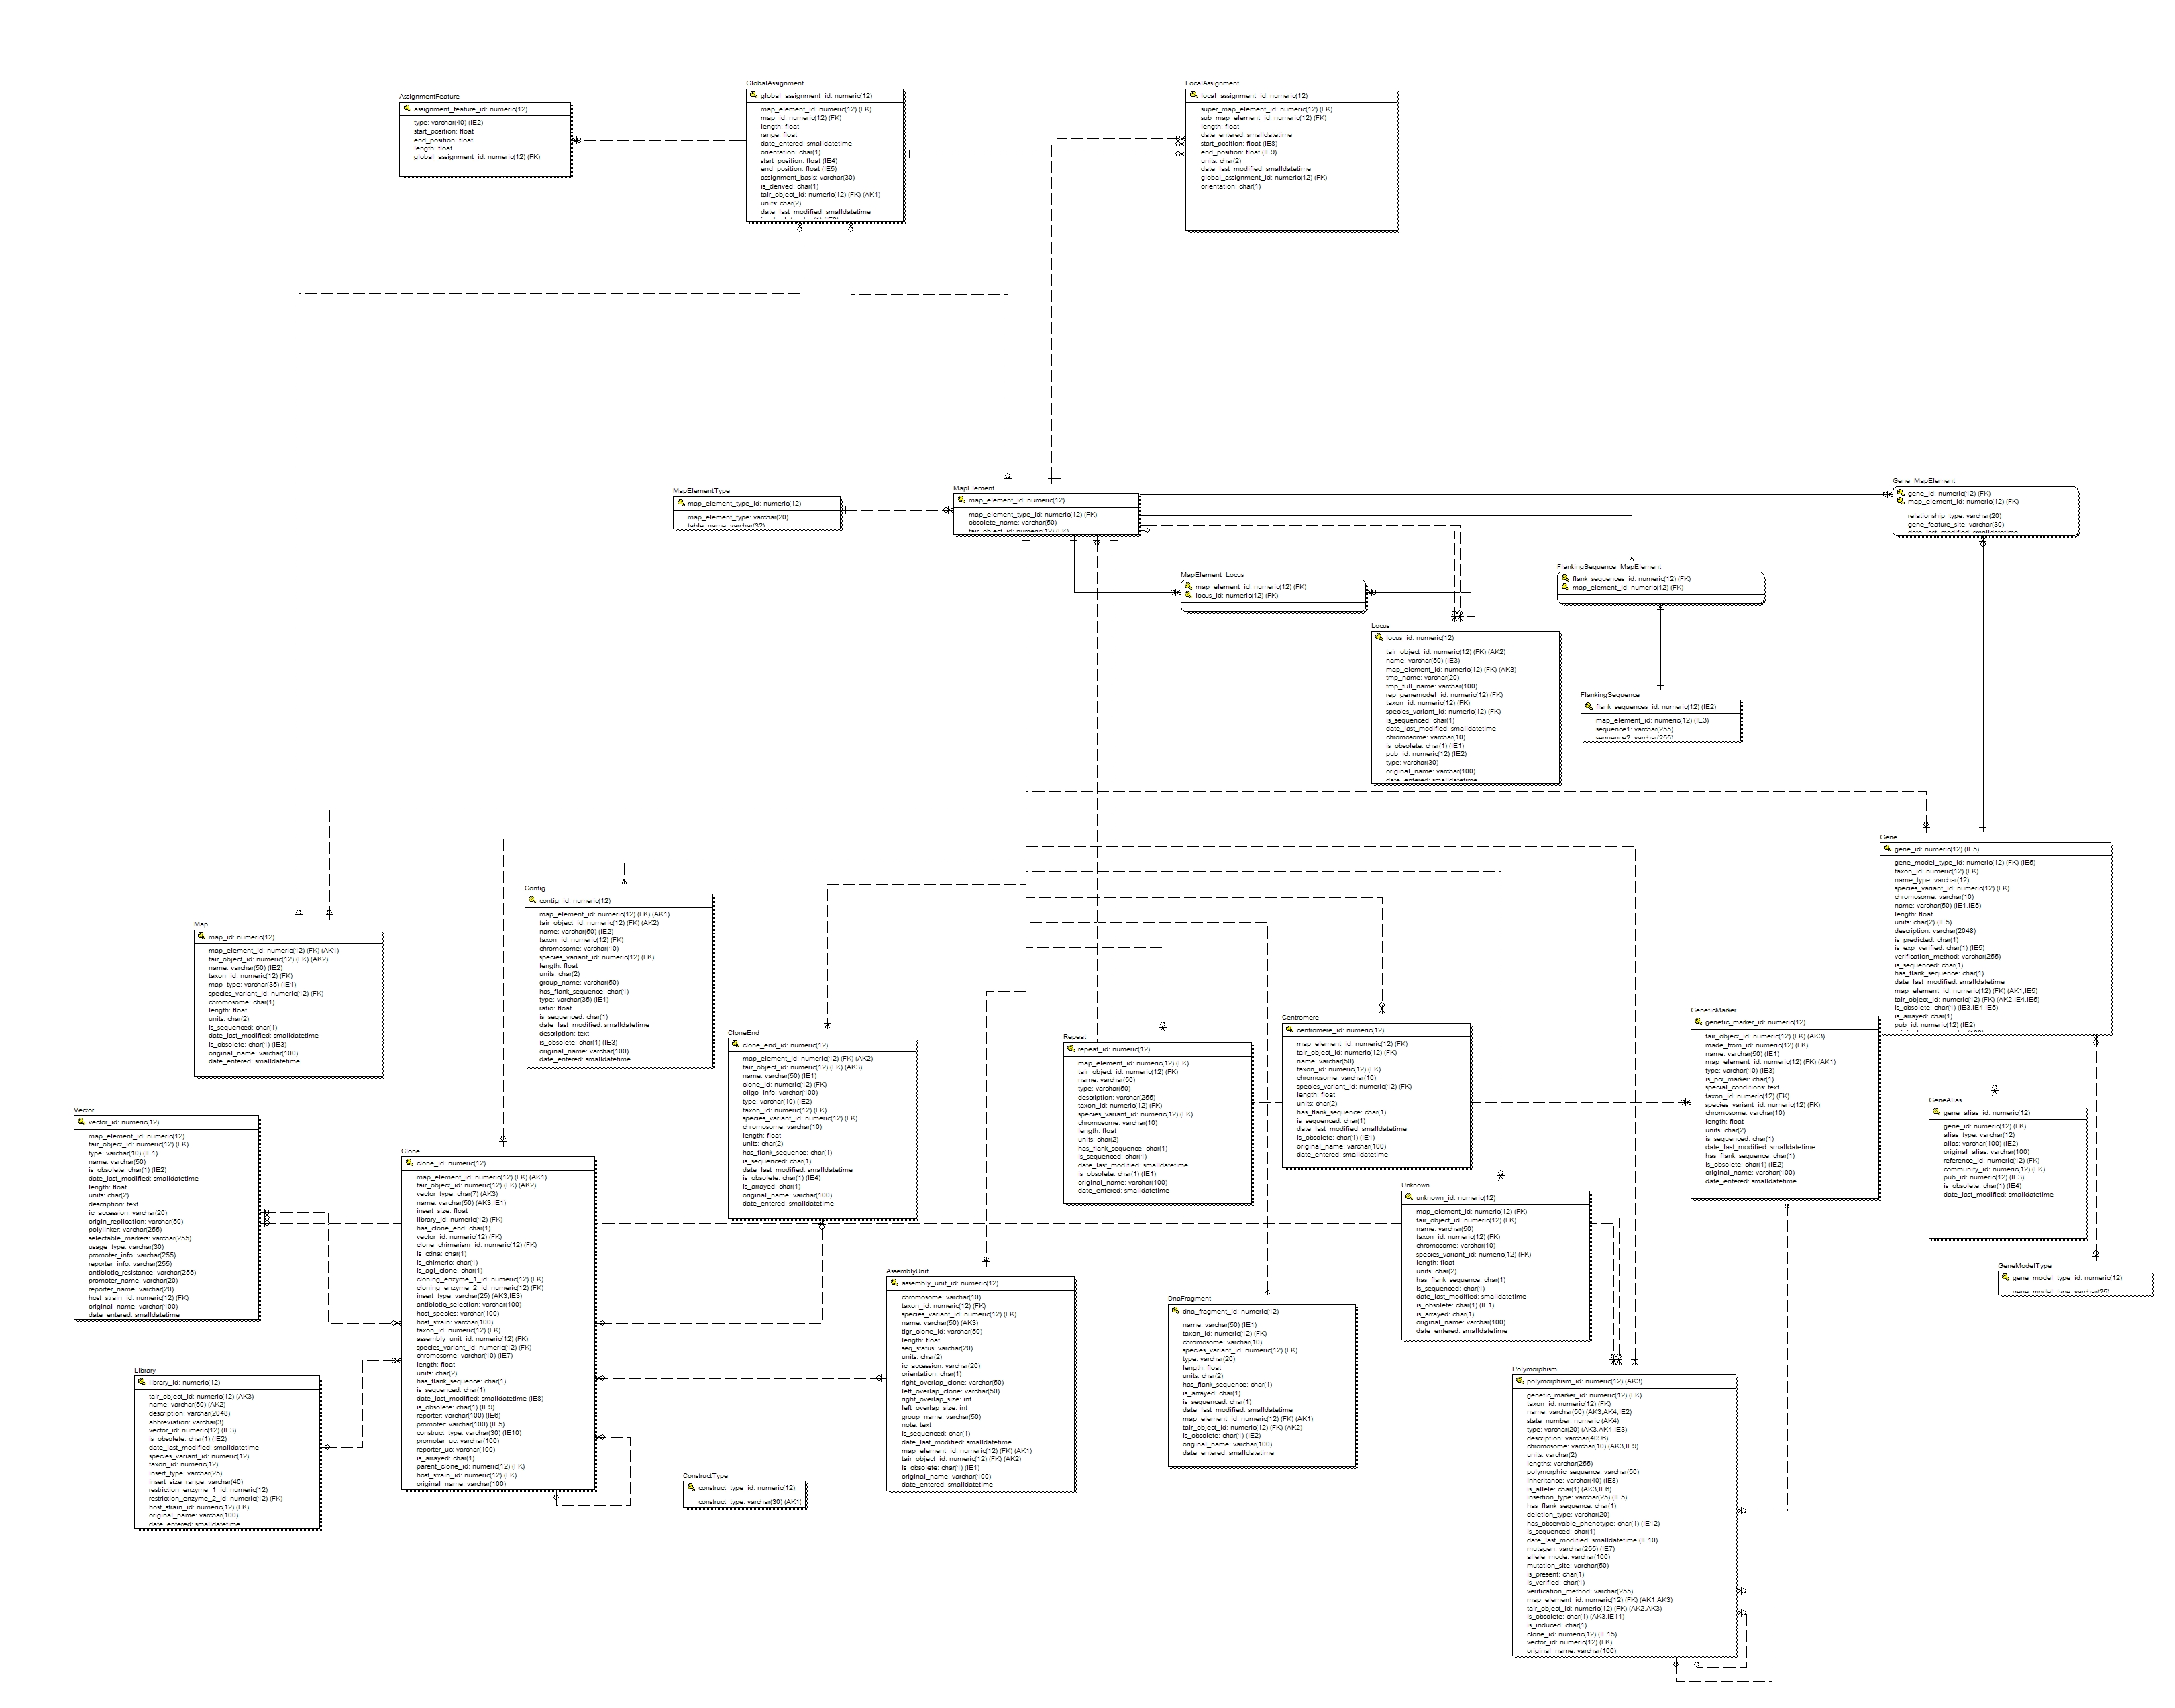 AssignmentFeature
assignment_feature_id: numeric(12)
type: varchar(40) (IE2)
start_position: float
end_position: float
length: float
global_assignment_id: numeric(12) (FK)
GlobalAssignment
global_assignment_id: numeric(12)
map_element_id: numeric(12) (FK)
map_id: numeric(12) (FK)
length: float
range: float
date_entered: smalldatetime
orientation: char(1)
start_position: float (IE4)
end_position: float (IE5)
assignment_basis: varchar(30)
is_derived: char(1)
tair_object_id: numeric(12) (FK) (AK1)
units: char(2)
date_last_modified: smalldatetime
LocalAssignment
local_assignment_id: numeric(12)
super_map_element_id: numeric(12) (FK)
sub_map_element_id: numeric(12) (FK)
length: float
date_entered: smalldatetime
start_position: float (IE8)
end_position: float (IE9)
units: char(2)
date_last_modified: smalldatetime
global_assignment_id: numeric(12) (FK)
orientation: char(1)
MapElementType
map_element_type_id: numeric(12)
map_element_type: varchar(20)
table_name: varchar(32)
MapElement
map_element_id: numeric(12)
map_element_type_id: numeric(12) (FK)
obsolete_name: varchar(50)
tair_object_id: numeric(12) (FK)
Gene_MapElement
gene_id: numeric(12) (FK)
map_element_id: numeric(12) (FK)
relationship_type: varchar(20)
gene_feature_site: varchar(30)
date_last_modified: smalldatetime
MapElement_Locus
map_element_id: numeric(12) (FK)
locus_id: numeric(12) (FK)
FlankingSequence_MapElement
flank_sequences_id: numeric(12) (FK)
map_element_id: numeric(12) (FK)
Locus
locus_id: numeric(12)
tair_object_id: numeric(12) (FK) (AK2)
name: varchar(50) (IE3)
map_element_id: numeric(12) (FK) (AK3)
tmp_name: varchar(20)
tmp_full_name: varchar(100)
rep_genemodel_id: numeric(12) (FK)
taxon_id: numeric(12) (FK)
species_variant_id: numeric(12) (FK)
is_sequenced: char(1)
date_last_modified: smalldatetime
chromosome: varchar(10)
is_obsolete: char(1) (IE1)
pub_id: numeric(12) (IE2)
type: varchar(30)
original_name: varchar(100)
date_entered: smalldatetime
FlankingSequence
flank_sequences_id: numeric(12) (IE2)
map_element_id: numeric(12) (IE3)
sequence1: varchar(255)
sequence2: varchar(255)
Gene
gene_id: numeric(12) (IE5)
gene_model_type_id: numeric(12) (FK) (IE5)
taxon_id: numeric(12) (FK)
name_type: varchar(12)
species_variant_id: numeric(12) (FK)
chromosome: varchar(10)
name: varchar(50) (IE1,IE5)
length: float
units: char(2) (IE5)
description: varchar(2048)
is_predicted: char(1)
is_exp_verified: char(1) (IE5)
verification_method: varchar(255)
is_sequenced: char(1)
has_flank_sequence: char(1)
date_last_modified: smalldatetime
map_element_id: numeric(12) (FK) (AK1,IE5)
tair_object_id: numeric(12) (FK) (AK2,IE4,IE5)
is_obsolete: char(1) (IE3,IE4,IE5)
is_arrayed: char(1)
pub_id: numeric(12) (IE2)
Map
map_id: numeric(12)
map_element_id: numeric(12) (FK) (AK1)
tair_object_id: numeric(12) (FK) (AK2)
name: varchar(50) (IE2)
taxon_id: numeric(12) (FK)
map_type: varchar(35) (IE1)
species_variant_id: numeric(12) (FK)
chromosome: char(1)
length: float
units: char(2)
is_sequenced: char(1)
date_last_modified: smalldatetime
is_obsolete: char(1) (IE3)
original_name: varchar(100)
date_entered: smalldatetime
Contig
contig_id: numeric(12)
map_element_id: numeric(12) (FK) (AK1)
tair_object_id: numeric(12) (FK) (AK2)
name: varchar(50) (IE2)
taxon_id: numeric(12) (FK)
chromosome: varchar(10)
species_variant_id: numeric(12) (FK)
length: float
units: char(2)
group_name: varchar(50)
has_flank_sequence: char(1)
type: varchar(35) (IE1)
ratio: float
is_sequenced: char(1)
date_last_modified: smalldatetime
description: text
is_obsolete: char(1) (IE3)
original_name: varchar(100)
date_entered: smalldatetime
CloneEnd
clone_end_id: numeric(12)
map_element_id: numeric(12) (FK) (AK2)
tair_object_id: numeric(12) (FK) (AK3)
name: varchar(50) (IE1)
clone_id: numeric(12) (FK)
oligo_info: varchar(100)
type: varchar(10) (IE2)
taxon_id: numeric(12) (FK)
species_variant_id: numeric(12) (FK)
chromosome: varchar(10)
length: float
units: char(2)
has_flank_sequence: char(1)
is_sequenced: char(1)
date_last_modified: smalldatetime
is_obsolete: char(1) (IE4)
is_arrayed: char(1)
original_name: varchar(100)
date_entered: smalldatetime
Repeat
repeat_id: numeric(12)
map_element_id: numeric(12) (FK)
tair_object_id: numeric(12) (FK)
name: varchar(50)
type: varchar(50)
description: varchar(255)
taxon_id: numeric(12) (FK)
species_variant_id: numeric(12) (FK)
chromosome: varchar(10)
length: float
units: char(2)
has_flank_sequence: char(1)
is_sequenced: char(1)
date_last_modified: smalldatetime
is_obsolete: char(1) (IE1)
original_name: varchar(100)
date_entered: smalldatetime
Centromere
centromere_id: numeric(12)
map_element_id: numeric(12) (FK)
tair_object_id: numeric(12) (FK)
name: varchar(50)
taxon_id: numeric(12) (FK)
chromosome: varchar(10)
species_variant_id: numeric(12) (FK)
length: float
units: char(2)
has_flank_sequence: char(1)
is_sequenced: char(1)
date_last_modified: smalldatetime
is_obsolete: char(1) (IE1)
original_name: varchar(100)
date_entered: smalldatetime
GeneticMarker
genetic_marker_id: numeric(12)
tair_object_id: numeric(12) (FK) (AK3)
made_from_id: numeric(12) (FK)
name: varchar(50) (IE1)
map_element_id: numeric(12) (FK) (AK1)
type: varchar(10) (IE3)
is_pcr_marker: char(1)
special_conditions: text
taxon_id: numeric(12) (FK)
species_variant_id: numeric(12) (FK)
chromosome: varchar(10)
length: float
units: char(2)
is_sequenced: char(1)
date_last_modified: smalldatetime
has_flank_sequence: char(1)
is_obsolete: char(1) (IE2)
original_name: varchar(100)
date_entered: smalldatetime
GeneAlias
gene_alias_id: numeric(12)
gene_id: numeric(12) (FK)
alias_type: varchar(12)
alias: varchar(100) (IE2)
original_alias: varchar(100)
reference_id: numeric(12) (FK)
community_id: numeric(12) (FK)
pub_id: numeric(12) (IE3)
is_obsolete: char(1) (IE4)
date_last_modified: smalldatetime
Vector
vector_id: numeric(12)
map_element_id: numeric(12)
tair_object_id: numeric(12) (FK)
type: varchar(10) (IE1)
name: varchar(50)
is_obsolete: char(1) (IE2)
date_last_modified: smalldatetime
length: float
units: char(2)
description: text
ic_accession: varchar(20)
origin_replication: varchar(50)
polylinker: varchar(255)
selectable_markers: varchar(255)
usage_type: varchar(30)
promoter_info: varchar(255)
reporter_info: varchar(255)
antibiotic_resistance: varchar(255)
promoter_name: varchar(20)
reporter_name: varchar(20)
host_strain_id: numeric(12) (FK)
original_name: varchar(100)
date_entered: smalldatetime
Clone
clone_id: numeric(12)
map_element_id: numeric(12) (FK) (AK1)
tair_object_id: numeric(12) (FK) (AK2)
vector_type: char(7) (AK3)
name: varchar(50) (AK3,IE1)
insert_size: float
library_id: numeric(12) (FK)
has_clone_end: char(1)
vector_id: numeric(12) (FK)
clone_chimerism_id: numeric(12) (FK)
is_cdna: char(1)
is_chimeric: char(1)
is_agi_clone: char(1)
cloning_enzyme_1_id: numeric(12) (FK)
cloning_enzyme_2_id: numeric(12) (FK)
insert_type: varchar(25) (AK3,IE3)
antibiotic_selection: varchar(100)
host_species: varchar(100)
host_strain: varchar(100)
taxon_id: numeric(12) (FK)
assembly_unit_id: numeric(12) (FK)
species_variant_id: numeric(12) (FK)
chromosome: varchar(10) (IE7)
length: float
units: char(2)
has_flank_sequence: char(1)
is_sequenced: char(1)
date_last_modified: smalldatetime (IE8)
is_obsolete: char(1) (IE9)
reporter: varchar(100) (IE6)
promoter: varchar(100) (IE5)
construct_type: varchar(30) (IE10)
promoter_uc: varchar(100)
reporter_uc: varchar(100)
is_arrayed: char(1)
parent_clone_id: numeric(12) (FK)
host_strain_id: numeric(12) (FK)
original_name: varchar(100)
Unknown
unknown_id: numeric(12)
map_element_id: numeric(12) (FK)
tair_object_id: numeric(12) (FK)
name: varchar(50)
taxon_id: numeric(12) (FK)
chromosome: varchar(10)
species_variant_id: numeric(12) (FK)
length: float
units: char(2)
has_flank_sequence: char(1)
is_sequenced: char(1)
date_last_modified: smalldatetime
is_obsolete: char(1) (IE1)
is_arrayed: char(1)
original_name: varchar(100)
date_entered: smalldatetime
GeneModelType
gene_model_type_id: numeric(12)
gene_model_type: varchar(25)
AssemblyUnit
assembly_unit_id: numeric(12)
chromosome: varchar(10)
taxon_id: numeric(12) (FK)
species_variant_id: numeric(12) (FK)
name: varchar(50) (AK3)
tigr_clone_id: varchar(50)
length: float
seq_status: varchar(20)
units: char(2)
ic_accession: varchar(20)
orientation: char(1)
right_overlap_clone: varchar(50)
left_overlap_clone: varchar(50)
right_overlap_size: int
left_overlap_size: int
group_name: varchar(50)
note: text
is_sequenced: char(1)
date_last_modified: smalldatetime
map_element_id: numeric(12) (FK) (AK1)
tair_object_id: numeric(12) (FK) (AK2)
is_obsolete: char(1) (IE1)
original_name: varchar(100)
date_entered: smalldatetime
DnaFragment
dna_fragment_id: numeric(12)
name: varchar(50) (IE1)
taxon_id: numeric(12) (FK)
chromosome: varchar(10)
species_variant_id: numeric(12) (FK)
type: varchar(20)
length: float
units: char(2)
has_flank_sequence: char(1)
is_arrayed: char(1)
is_sequenced: char(1)
date_last_modified: smalldatetime
map_element_id: numeric(12) (FK) (AK1)
tair_object_id: numeric(12) (FK) (AK2)
is_obsolete: char(1) (IE2)
original_name: varchar(100)
date_entered: smalldatetime
Library
library_id: numeric(12)
tair_object_id: numeric(12) (AK3)
name: varchar(50) (AK2)
description: varchar(2048)
abbreviation: varchar(3)
vector_id: numeric(12) (IE3)
is_obsolete: char(1) (IE2)
date_last_modified: smalldatetime
species_variant_id: numeric(12)
taxon_id: numeric(12)
insert_type: varchar(25)
insert_size_range: varchar(40)
restriction_enzyme_1_id: numeric(12)
restriction_enzyme_2_id: numeric(12) (FK)
host_strain_id: numeric(12) (FK)
original_name: varchar(100)
date_entered: smalldatetime
ConstructType
construct_type_id: numeric(12)
construct_type: varchar(30) (AK1)
Polymorphism
polymorphism_id: numeric(12) (AK3)
genetic_marker_id: numeric(12) (FK)
taxon_id: numeric(12) (FK)
name: varchar(50) (AK3,AK4,IE2)
state_number: numeric (AK4)
type: varchar(20) (AK3,AK4,IE3)
description: varchar(4096)
chromosome: varchar(10) (AK3,IE9)
units: varchar(2)
lengths: varchar(255)
polymorphic_sequence: varchar(50)
inheritance: varchar(40) (IE8)
is_allele: char(1) (AK3,IE6)
insertion_type: varchar(25) (IE5)
has_flank_sequence: char(1)
deletion_type: varchar(20)
has_observable_phenotype: char(1) (IE12)
is_sequenced: char(1)
date_last_modified: smalldatetime (IE10)
mutagen: varchar(255) (IE7)
allele_mode: varchar(100)
mutation_site: varchar(50)
is_present: char(1)
is_verified: char(1)
verification_method: varchar(255)
map_element_id: numeric(12) (FK) (AK1,AK3)
tair_object_id: numeric(12) (FK) (AK2,AK3)
is_obsolete: char(1) (AK3,IE11)
is_induced: char(1)
clone_id: numeric(12) (IE15)
vector_id: numeric(12) (FK)
original_name: varchar(100)